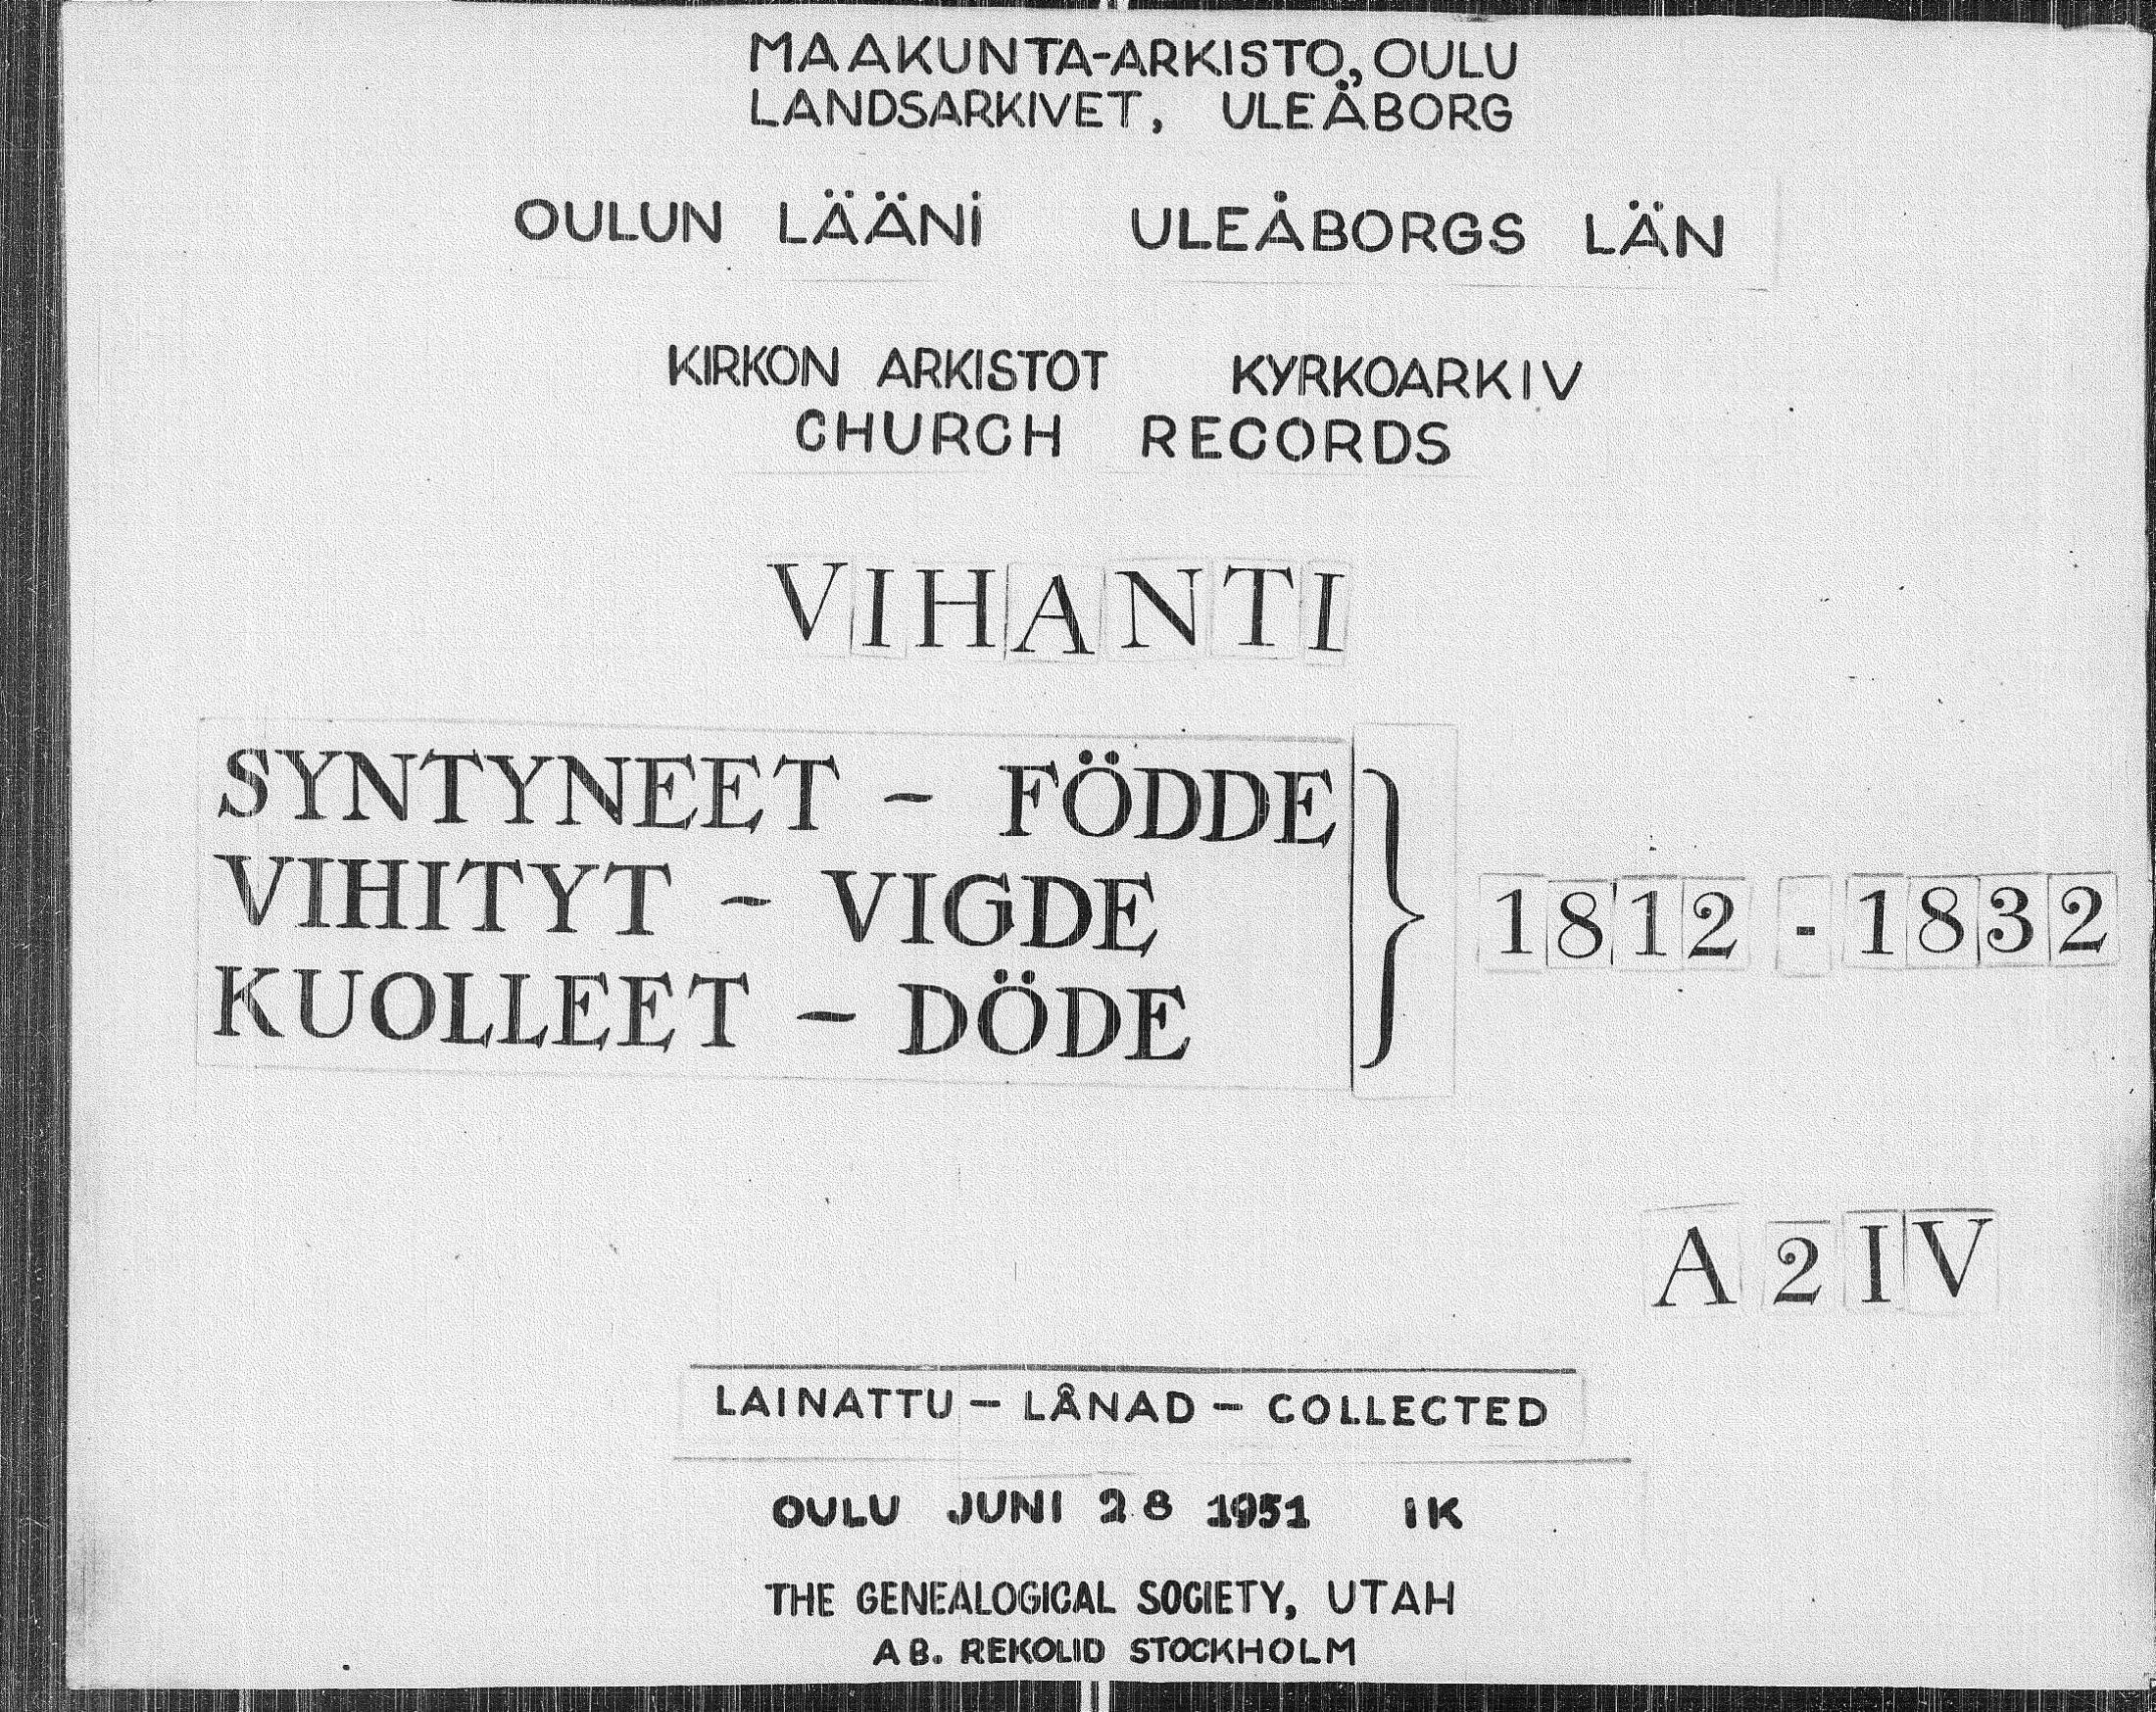 MAAKUNTA-ARKISTO, OULU
LANDSARKIVET, ULEÅBORG
OULUN LÄÄNI ULEÅBORGS LÄN
KIRKON ARKISTOT KYRKOARKIV
CHURCH RECORDS
VIHANTI
SYNTYNEET - FÖDDE
VIHITYT - VIGDE
KUOLLEET - DÖDE
} 1812 - 1832
A 2 IV
LAINATTU - LÅNAD - COLLECTED
OULU JUNI 28 1951 IK
THE GENEALOGICAL SOCIETY, UTAH
AB. REKOLID STOCKHOLM